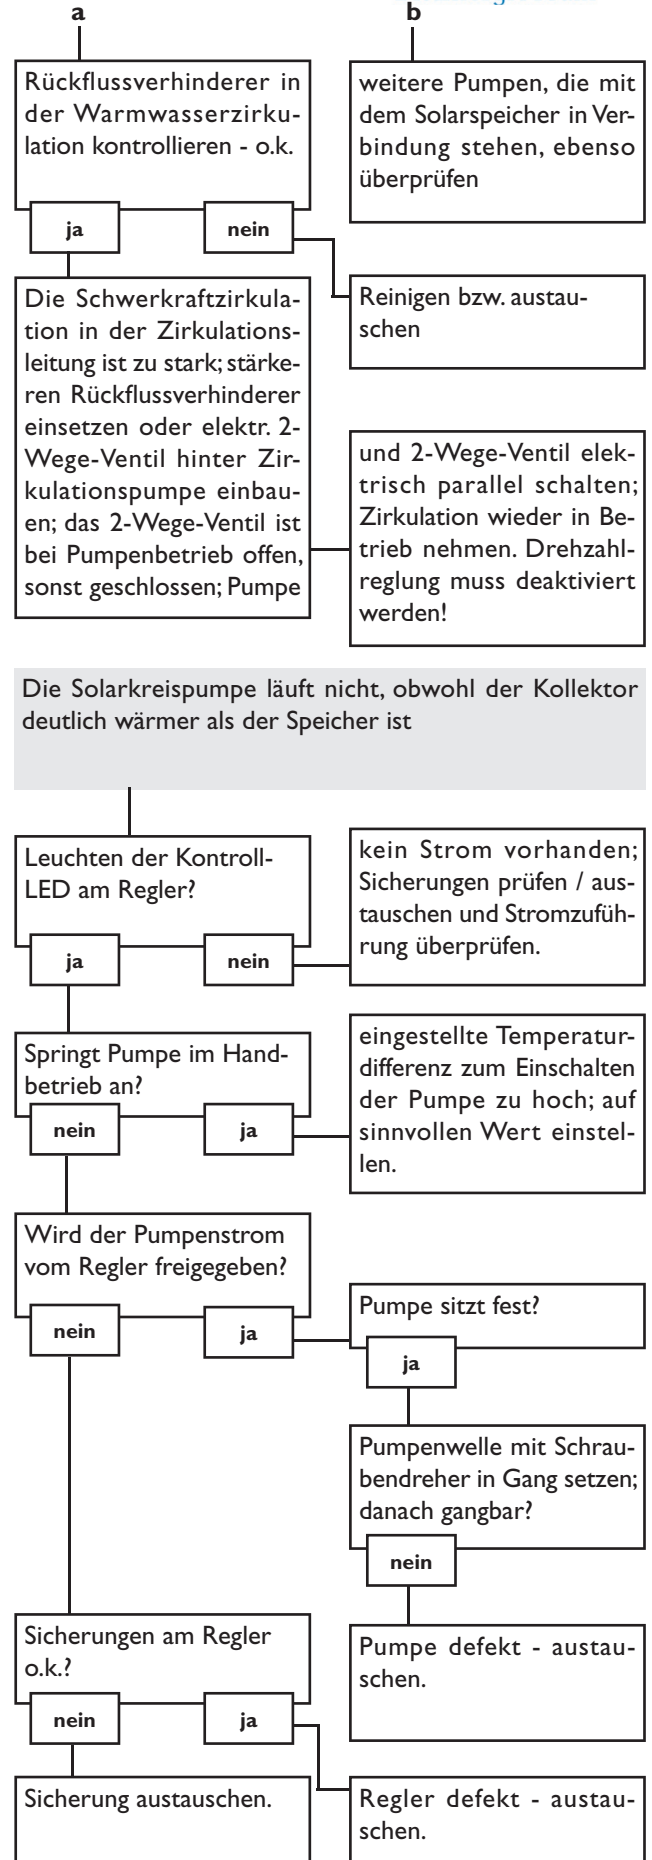 a
Rückflussverhinderer in
der Warmwasserzirku-
lation kontrollieren - o.k.
ja
nein
Die Schwerkraftzirkula-
tion in der Zirkulations-
leitung ist zu stark; stärke-
ren Rückflussverhinderer
einsetzen oder elektr. 2-
Wege-Ventil hinter Zir-
kulationspumpe einbau-
en; das 2-Wege-Ventil ist
bei Pumpenbetrieb offen,
sonst geschlossen; Pumpe
b
weitere Pumpen, die mit
dem Solarspeicher in Ver-
bindung stehen, ebenso
überprüfen
Reinigen bzw. austau-
schen
und 2-Wege-Ventil elek-
trisch parallel schalten;
Zirkulation wieder in Be-
trieb nehmen. Drehzahl-
reglung muss deaktiviert
werden!
Die Solarkreispumpe läuft nicht, obwohl der Kollektor
deutlich wärmer als der Speicher ist
Leuchten der Kontroll-
LED am Regler?
ja
nein
kein Strom vorhanden;
Sicherungen prüfen / aus-
tauschen und Stromzufüh-
rung überprüfen.
Springt Pumpe im Hand-
betrieb an?
nein
ja
eingestellte Temperatur-
differenz zum Einschalten
der Pumpe zu hoch; auf
sinnvollen Wert einstel-
len.
Wird der Pumpenstrom
vom Regler freigegeben?
nein
ja
Pumpe sitzt fest?
ja
Pumpenwelle mit Schrau-
bendreher in Gang setzen;
danach gangbar?
nein
Pumpe defekt - austau-
schen.
Sicherungen am Regler
o.k.?
nein
ja
Sicherung austauschen.
Regler defekt - austau-
schen.